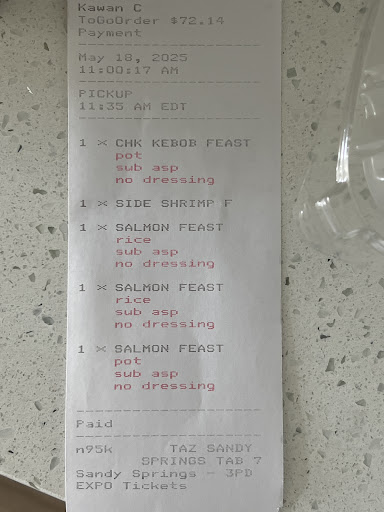 Kawan C
ToGoOrder $72.14
Payment
May 18, 2025
11:00:17 AM
PICKUP
11:35 AM EDT
1 × CHK KEBOB FEAST
pot
sub asp
no dressing
1 × SIDE SHRIMP F
1 × SALMON FEAST
rice
sub asp
no dressing
1 × SALMON FEAST
rice
sub asp
no dressing
1 × SALMON FEAST
pot
sub asp
no dressing
Paid
n95k TAZ SANDY
SPRINGS TAB 7
Sandy Springs - 3PD
EXPO Tickets